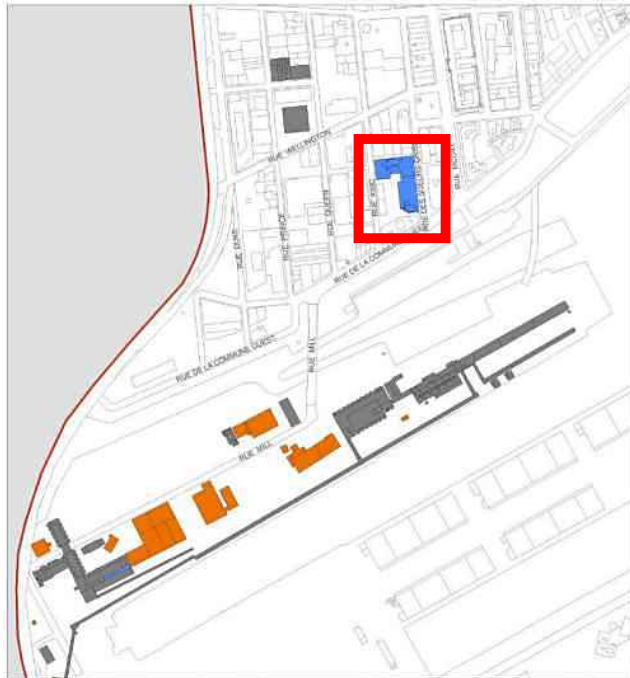 RUE WELLINGTON
RUE KING
RUE DES SOEURS-GRISES
RUE MCGILL
RUE DUKE
RUE PRINCE
RUE QUEEN
RUE DE LA COMMUNE
RUE DE LA COMMUNE OUEST
RUE MILL
RUE MILL